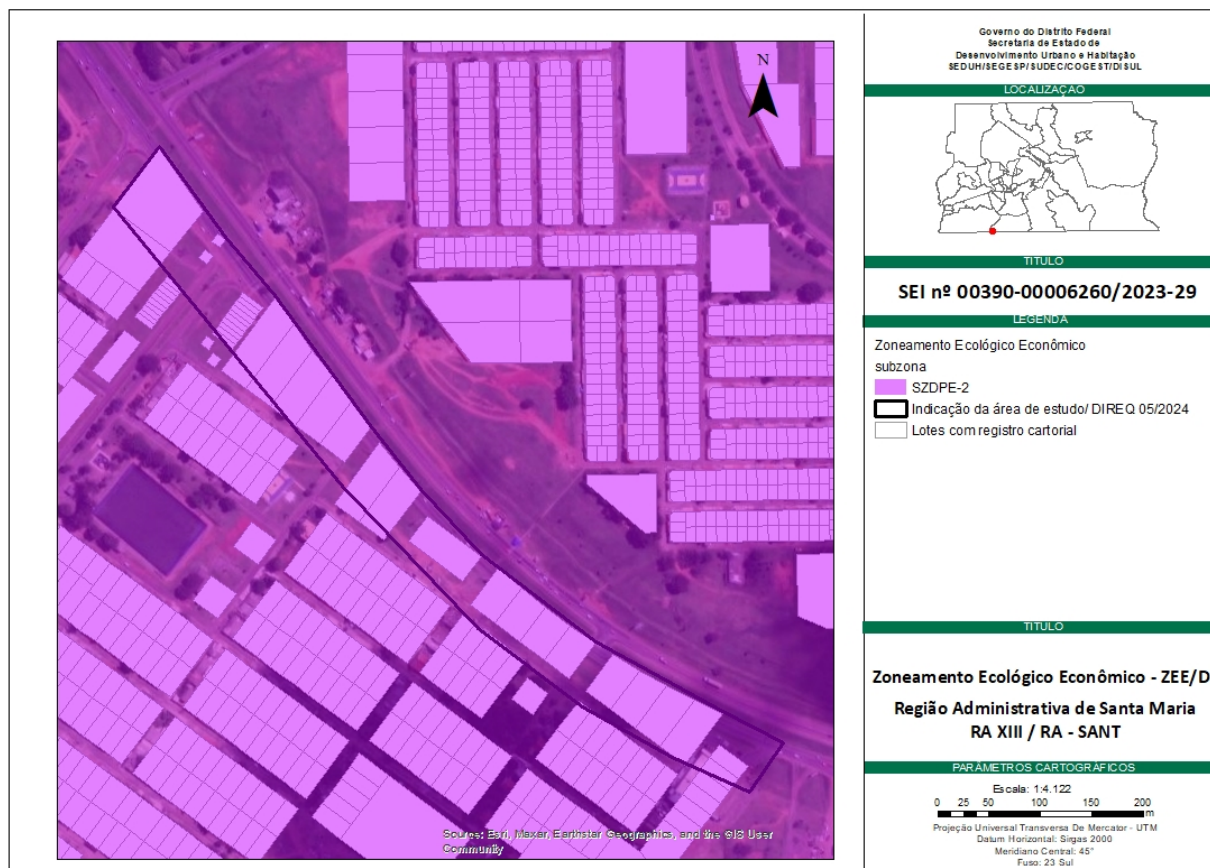 N
Source: Esri, Maxar, Earthstar Geographics, and the GIS User
Community
Governo do Distrito Federal
Secretaria de Estado de
Desenvolvimento Urbano e Habitação
SEDUH/SEGESP/SUDEC/COGEST/DISUL
LOCALIZAÇÃO
TITULO
SEI nº 00390-00006260/2023-29
LEGENDA
Zoneamento Ecológico Econômico
subzona
SZDPE-2
Indicação da área de estudo/ DIREQ 05/2024
Lotes com registro cartorial
TITULO
Zoneamento Ecológico Econômico - ZEE/D
Região Administrativa de Santa Maria
RA XIII / RA - SANT
PARÂMETROS CARTOGRÁFICOS
Escala: 1:4.122
0 25 50 100 150 200
m
Projeção Universal Transversa De Mercator - UTM
Datum Horizontal: Sirgas 2000
Meridiano Central: 45°
Fuso: 23 Sul